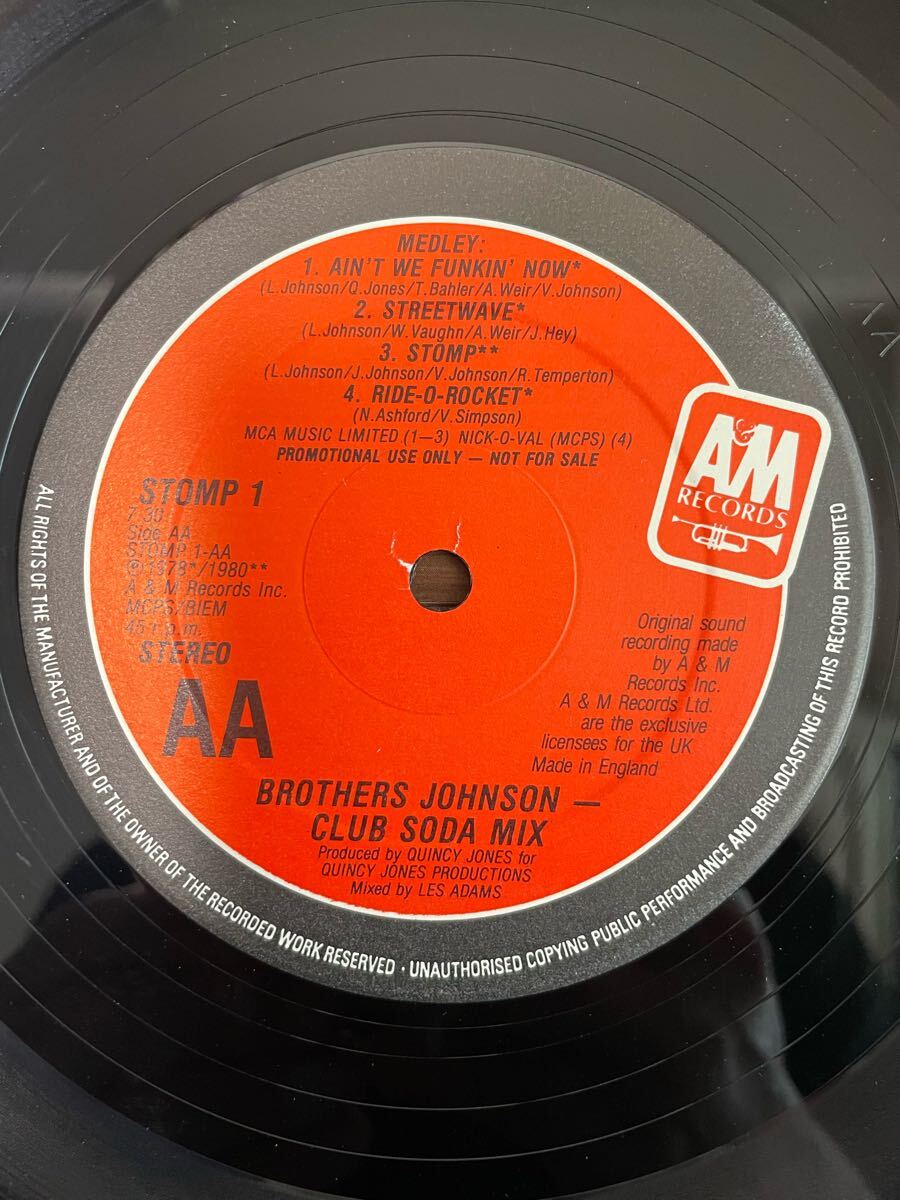 MEDLEY:
1. AIN'T WE FUNKIN' NOW*
(L.Johnson/Q.Jones/T.Bahler/A.Weir/V.Johnson)
2. STREETWAVE*
(L.Johnson/W.Vaughn/A.Weir/J.Hey)
3. STOMP**
(L.Johnson/J.Johnson/V.Johnson/R.Temperton)
4. RIDE-O-ROCKET*
(N.Ashford/V.Simpson)
MCA MUSIC LIMITED (1—3) NICK-O-VAL (MCPS) (4)
PROMOTIONAL USE ONLY — NOT FOR SALE
A&M
RECORDS
STOMP 1
7.30
Side AA
STOMP 1-AA
℗1978*/1980**
A & M Records Inc.
MCPS/BIEM
45 r.p.m.
STEREO
AA
Original sound
recording made
by A & M
Records Inc.
A & M Records Ltd.
are the exclusive
licensees for the UK
Made in England
BROTHERS JOHNSON —
CLUB SODA MIX
Produced by QUINCY JONES for
QUINCY JONES PRODUCTIONS
Mixed by LES ADAMS
ALL RIGHTS OF THE MANUFACTURER AND OF THE OWNER OF THE RECORDED WORK RESERVED · UNAUTHORISED COPYING PUBLIC PERFORMANCE AND BROADCASTING OF THIS RECORD PROHIBITED
AA